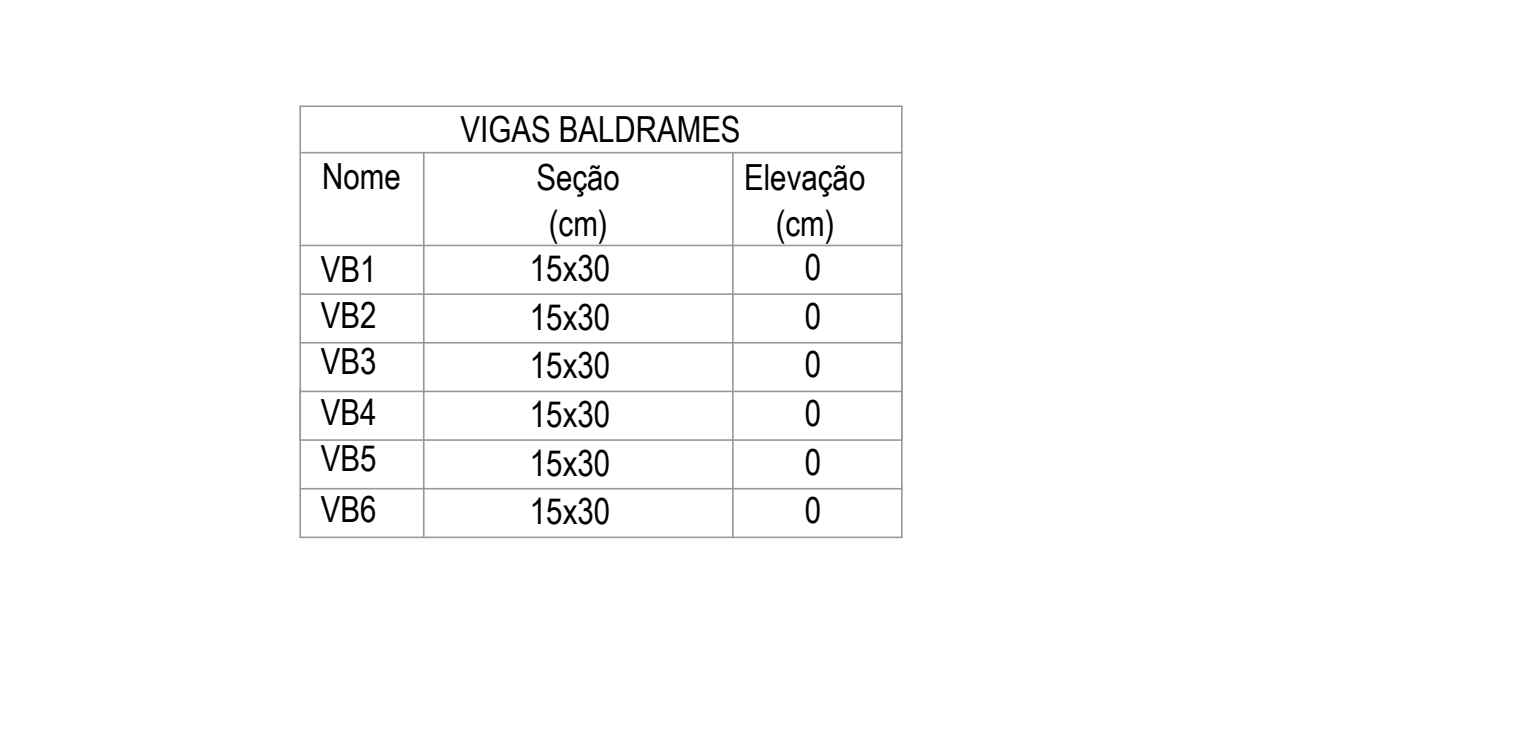 VIGAS BALDRAMES
Nome Seção Elevação
(cm) (cm)
VB1 15x30 0
VB2 15x30 0
VB3 15x30 0
VB4 15x30 0
VB5 15x30 0
VB6 15x30 0